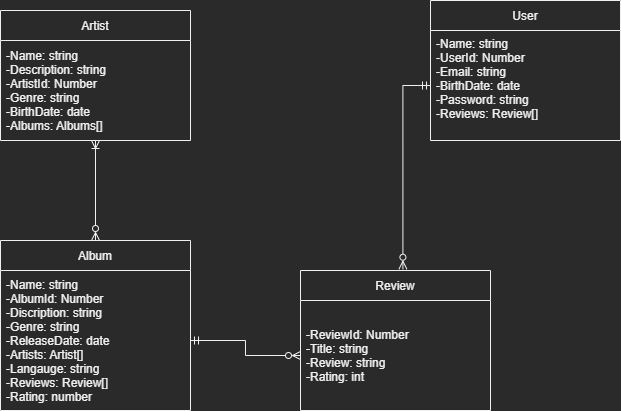 Artist
-Name: string
-Description: string
-ArtistId: Number
-Genre: string
-BirthDate: date
-Albums: Albums[]
User
-Name: string
-UserId: Number
-Email: string
-BirthDate: date
-Password: string
-Reviews: Review[]
Album
-Name: string
-AlbumId: Number
-Discription: string
-Genre: string
-ReleaseDate: date
-Artists: Artist[]
-Langauge: string
-Reviews: Review[]
-Rating: number
Review
-ReviewId: Number
-Title: string
-Review: string
-Rating: int